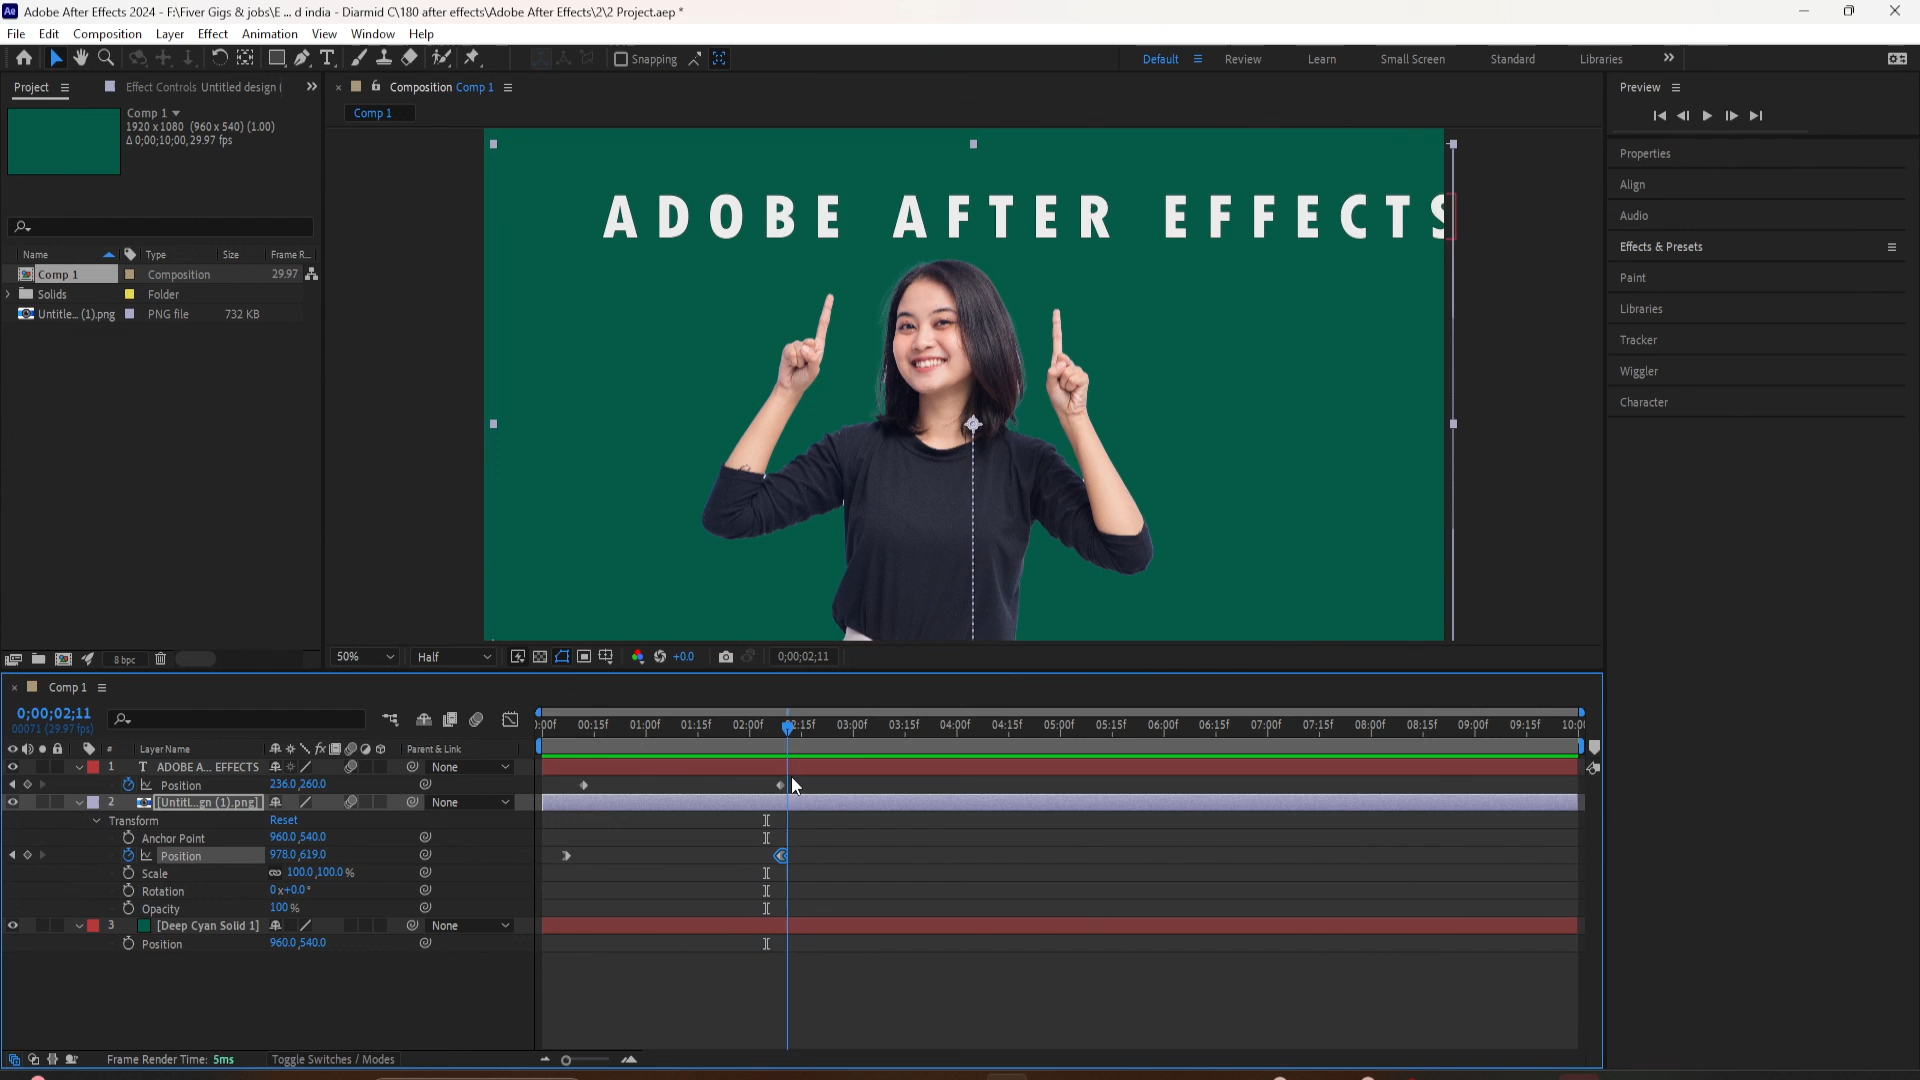 Ae Adobe After Effects 2024 - F:\Fiver Gigs & jobs\E ... d india - Diarmid C\180 after effects\Adobe After Effects\2\2 Project.aep *
File Edit Composition Layer Effect Animation View Window Help
Snapping Default Review Learn Small Screen Standard Libraries
Project Effect Controls Untitled design (
Comp 1
1920 x 1080 (960 x 540) (1.00)
Δ 0;00;10;00, 29.97 fps
Name Type Size Frame R...
Comp 1 Composition 29.97
Solids Folder
Untitle... (1).png PNG file 732 KB
8 bpc
Composition Comp 1
Comp 1
ADOBE AFTER EFFECTS
50% Half +0.0 0;00;02;11
Preview
Properties
Align
Audio
Effects & Presets
Paint
Libraries
Tracker
Wiggler
Character
Comp 1
0;00;02;11
00071 (29.97 fps)
):00f 00:15f 01:00f 01:15f 02:00f 02:15f 03:00f 03:15f 04:00f 04:15f 05:00f 05:15f 06:00f 06:15f 07:00f 07:15f 08:00f 08:15f 09:00f 09:15f 10:0(
# Layer Name fx Parent & Link
1 T ADOBE A... EFFECTS None
Position 236.0,260.0
2 [Untitl...gn (1).png] None
Transform Reset
Anchor Point 960.0,540.0
Position 978.0,619.0
Scale 100.0,100.0%
Rotation 0x+0.0°
Opacity 100%
3 [Deep Cyan Solid 1] None
Position 960.0,540.0
Frame Render Time: 5ms Toggle Switches / Modes